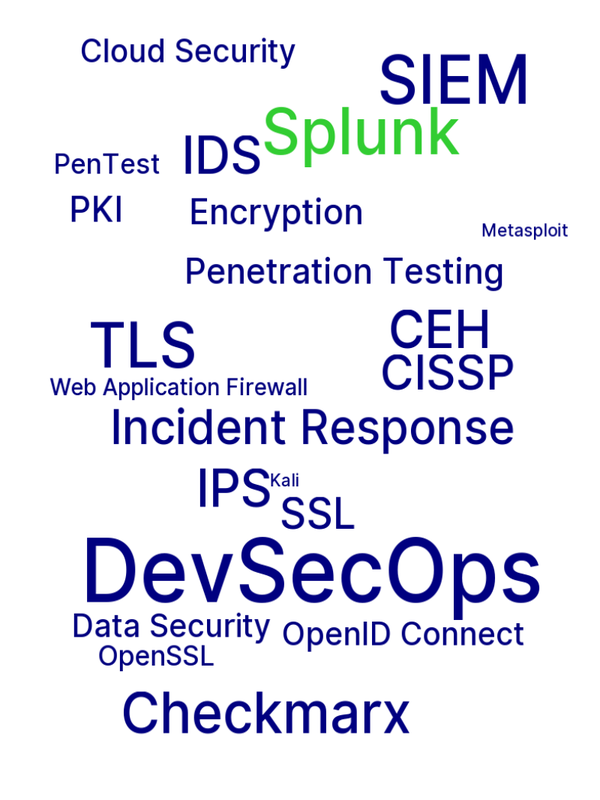 Cloud Security
SIEM
Splunk
IDS
PenTest
PKI
Encryption
Metasploit
Penetration Testing
TLS
CEH
CISSP
Web Application Firewall
Incident Response
IPS
Kali
SSL
DevSecOps
Data Security
OpenID Connect
OpenSSL
Checkmarx